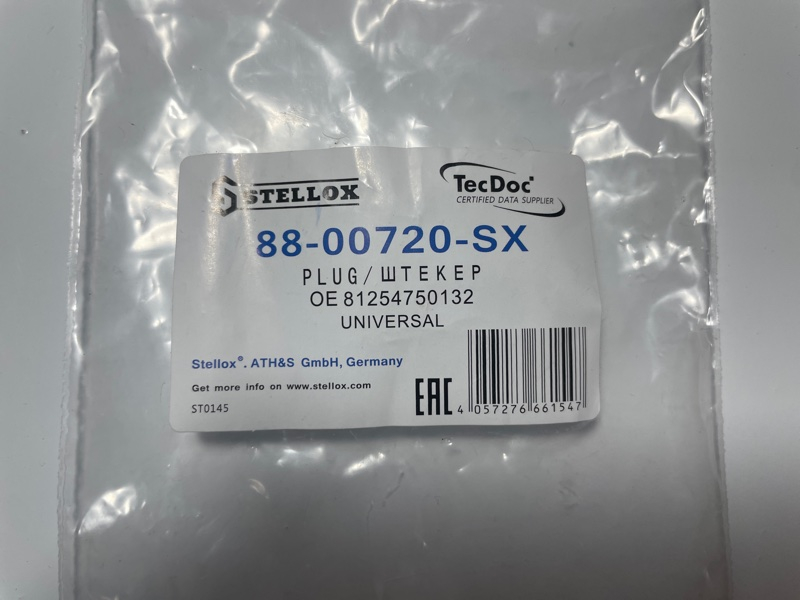 STELLOX
TecDoc®
CERTIFIED DATA SUPPLIER
88-00720-SX
PLUG/ШТЕКЕР
OE 81254750132
UNIVERSAL
Stellox®. ATH&S GmbH, Germany
Get more info on www.stellox.com
ST0145
EAC
4 057276 661547